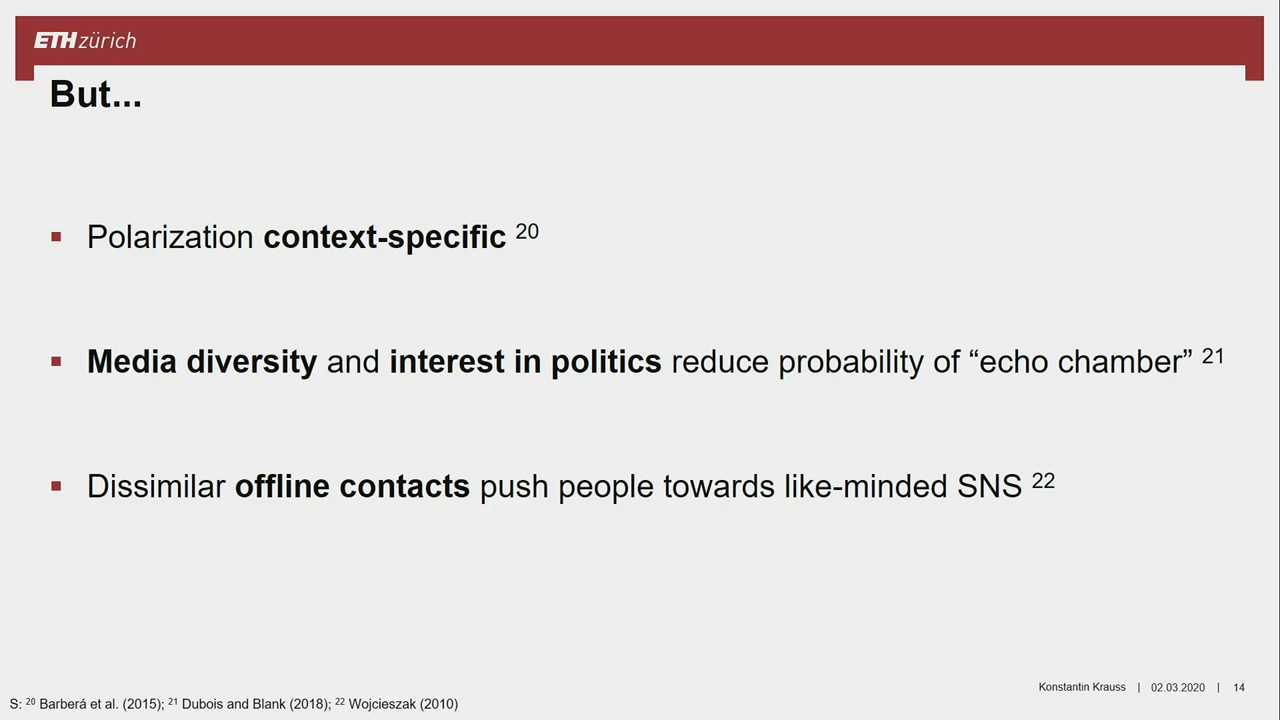 ETH zürich
But...
▪ Polarization context-specific 20
▪ Media diversity and interest in politics reduce probability of “echo chamber” 21
▪ Dissimilar offline contacts push people towards like-minded SNS 22
Konstantin Krauss | 02.03.2020 | 14
S: 20 Barberá et al. (2015); 21 Dubois and Blank (2018); 22 Wojcieszak (2010)